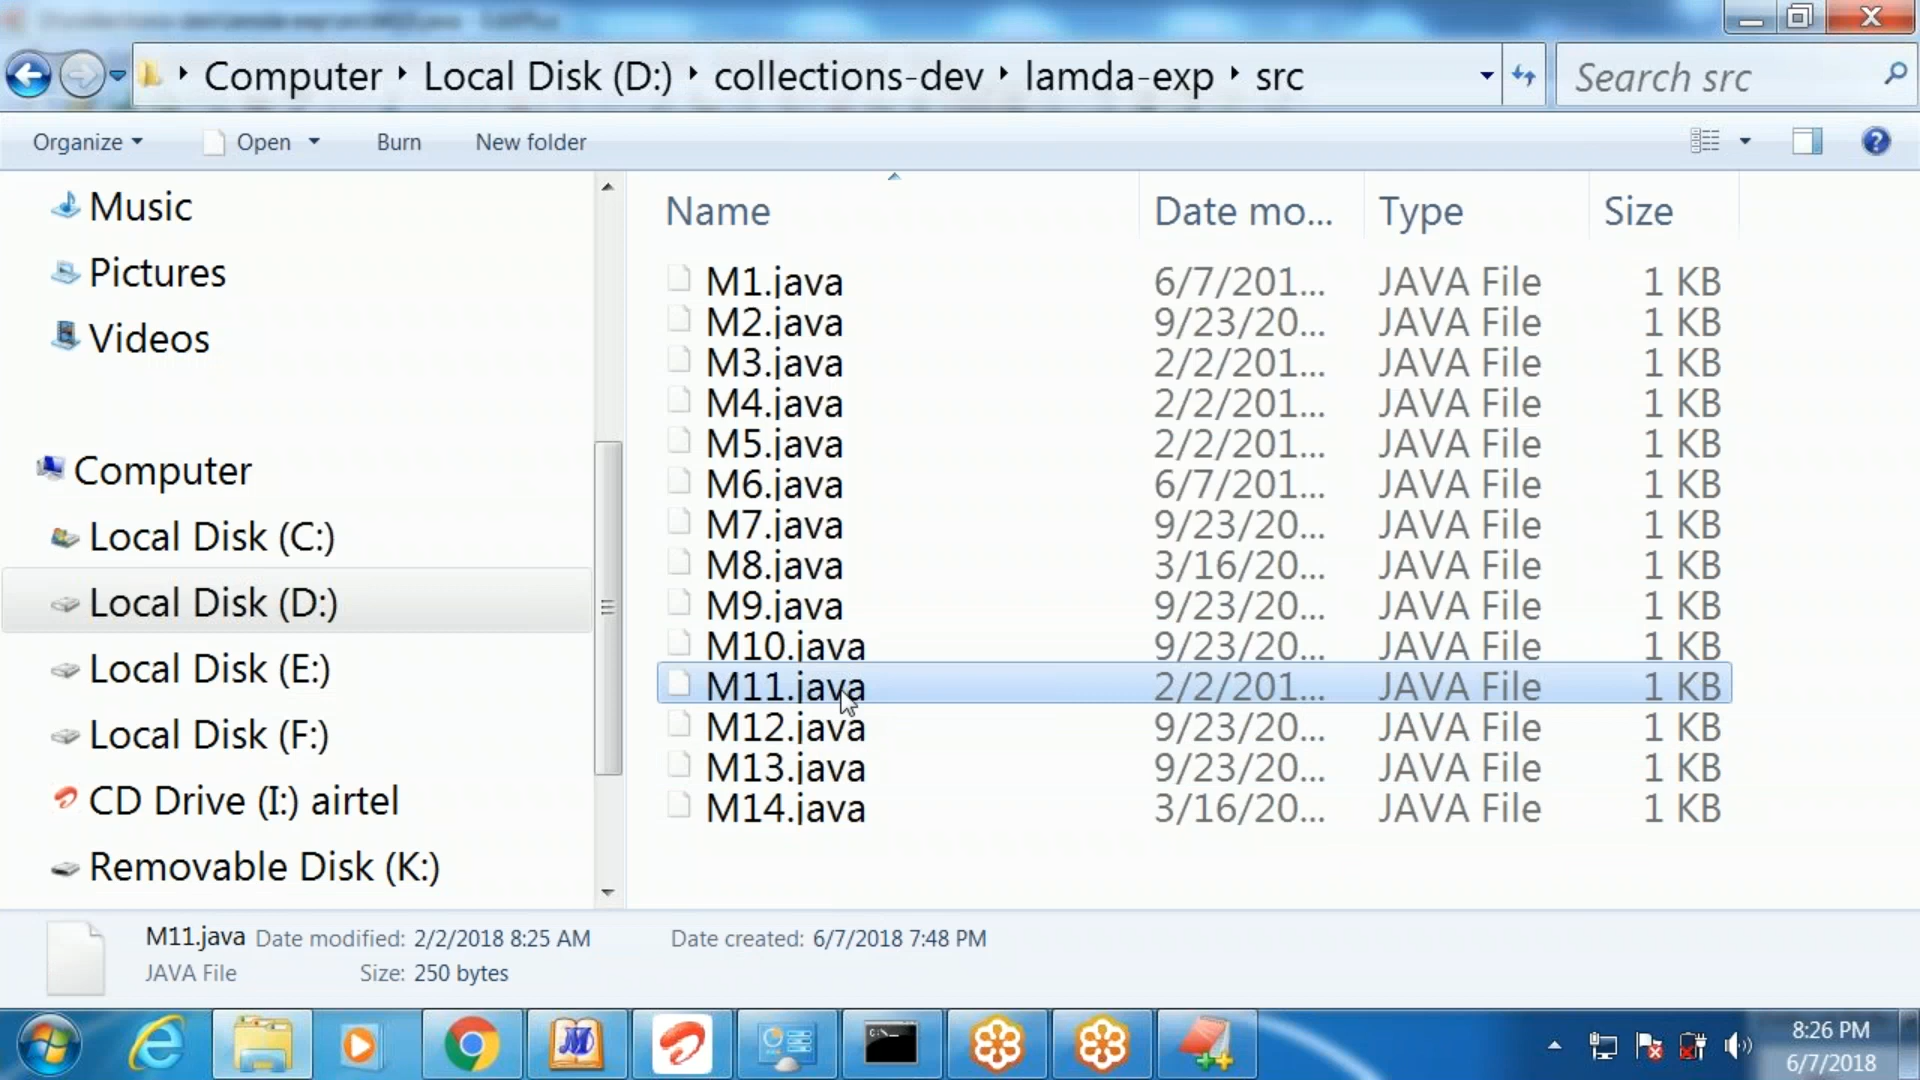 Computer Local Disk (D:) collections-dev lamda-exp src
Search src
Organize Open Burn New folder
Music
Pictures
Videos
Computer
Local Disk (C:)
Local Disk (D:)
Local Disk (E:)
Local Disk (F:)
CD Drive (I:) airtel
Removable Disk (K:)
Name Date mo... Type Size
M1.java 6/7/201... JAVA File 1 KB
M2.java 9/23/20... JAVA File 1 KB
M3.java 2/2/201... JAVA File 1 KB
M4.java 2/2/201... JAVA File 1 KB
M5.java 2/2/201... JAVA File 1 KB
M6.java 6/7/201... JAVA File 1 KB
M7.java 9/23/20... JAVA File 1 KB
M8.java 3/16/20... JAVA File 1 KB
M9.java 9/23/20... JAVA File 1 KB
M10.java 9/23/20... JAVA File 1 KB
M11.java 2/2/201... JAVA File 1 KB
M12.java 9/23/20... JAVA File 1 KB
M13.java 9/23/20... JAVA File 1 KB
M14.java 3/16/20... JAVA File 1 KB
M11.java Date modified: 2/2/2018 8:25 AM Date created: 6/7/2018 7:48 PM
JAVA File Size: 250 bytes
8:26 PM
6/7/2018